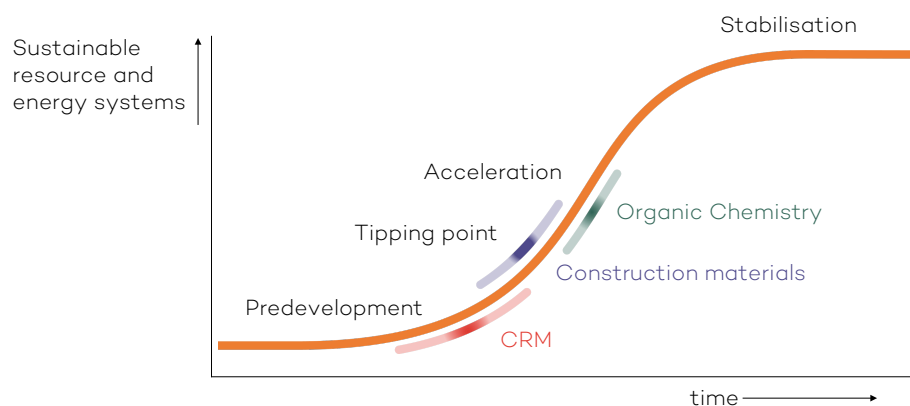 Stabilisation
Sustainable
resource and
energy systems
Acceleration
Organic Chemistry
Tipping point
Construction materials
Predevelopment
CRM
time